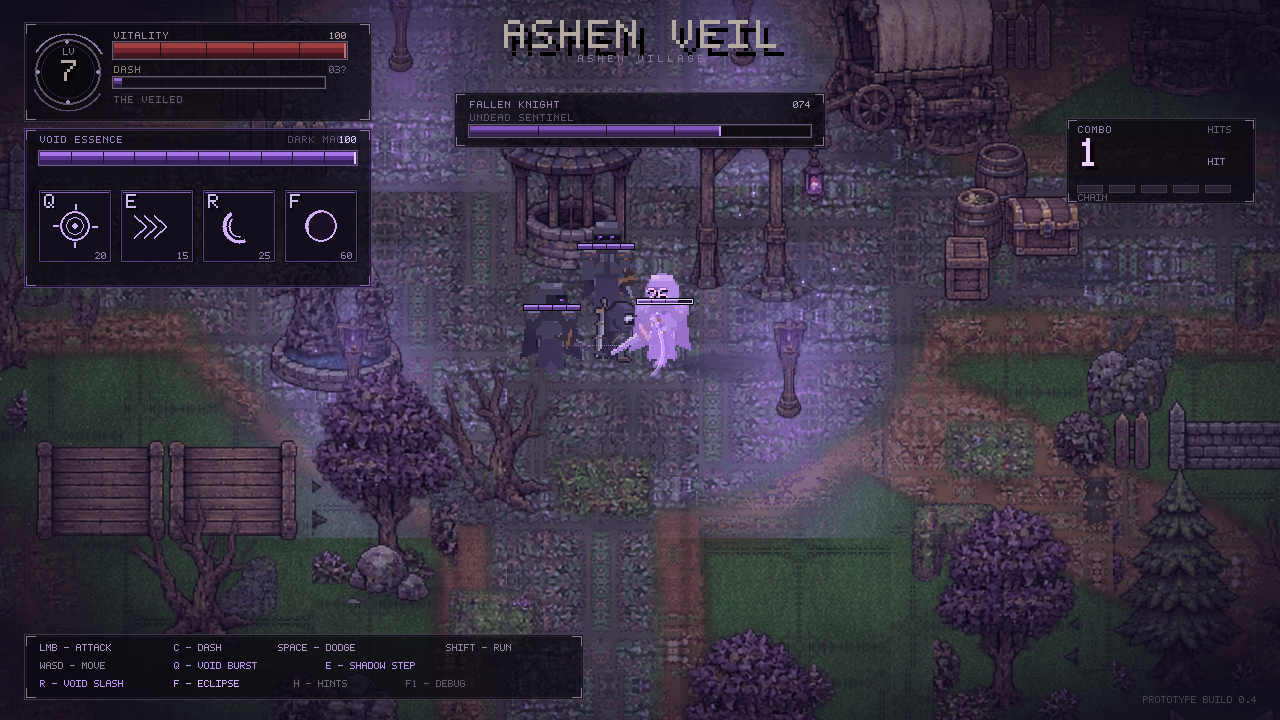 LV
7
VITALITY 100
DASH 03?
THE VEILED
VOID ESSENCE DARK 100
Q E R F
20 15 25 60
ASHEN VEIL
ASHEN VILLAGE
FALLEN KNIGHT 074
UNDEAD SENTINEL
COMBO HITS
1 HIT
CHAIN
LMB - ATTACK C - DASH SPACE - DODGE SHIFT - RUN
WASD - MOVE Q - VOID BURST E - SHADOW STEP
R - VOID SLASH F - ECLIPSE H - HINTS F1 - DEBUG
PROTOTYPE BUILD 0.4